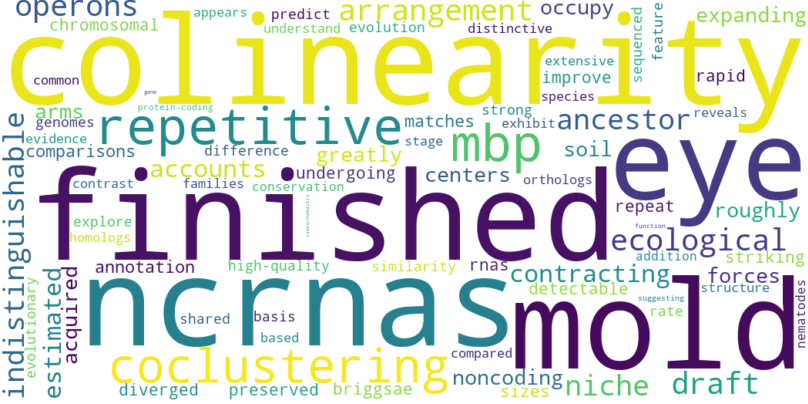 operons
chromosomal
appears
predict
arrangement
occupy
understand
evolution
distinctive
sequenced
feature
expanding
colinearity
common
extensive
improve
rapid
species
gene
arms
genomes
evidence
protein-coding
repetitive
matches
strong
exhibit
ancestor
reveals
comparisons
difference
stage
mbp
soil
eye
indistinguishable
accounts
greatly
undergoing
centers
contrast
families
conservation
orthologs
repeat
roughly
finished
explore
homologs
caenorhabditis
function
ecological
addition
striking
annotation
high-quality
similarity
rnas
contracting
forces
detectable
suggesting
structure
evolutionary
estimated
acquired
ncrnas
shared
basis
based
mold
rate
nematodes
coclustering
compared
noncoding
diverged
preserved
briggsae
sizes
niche
draft